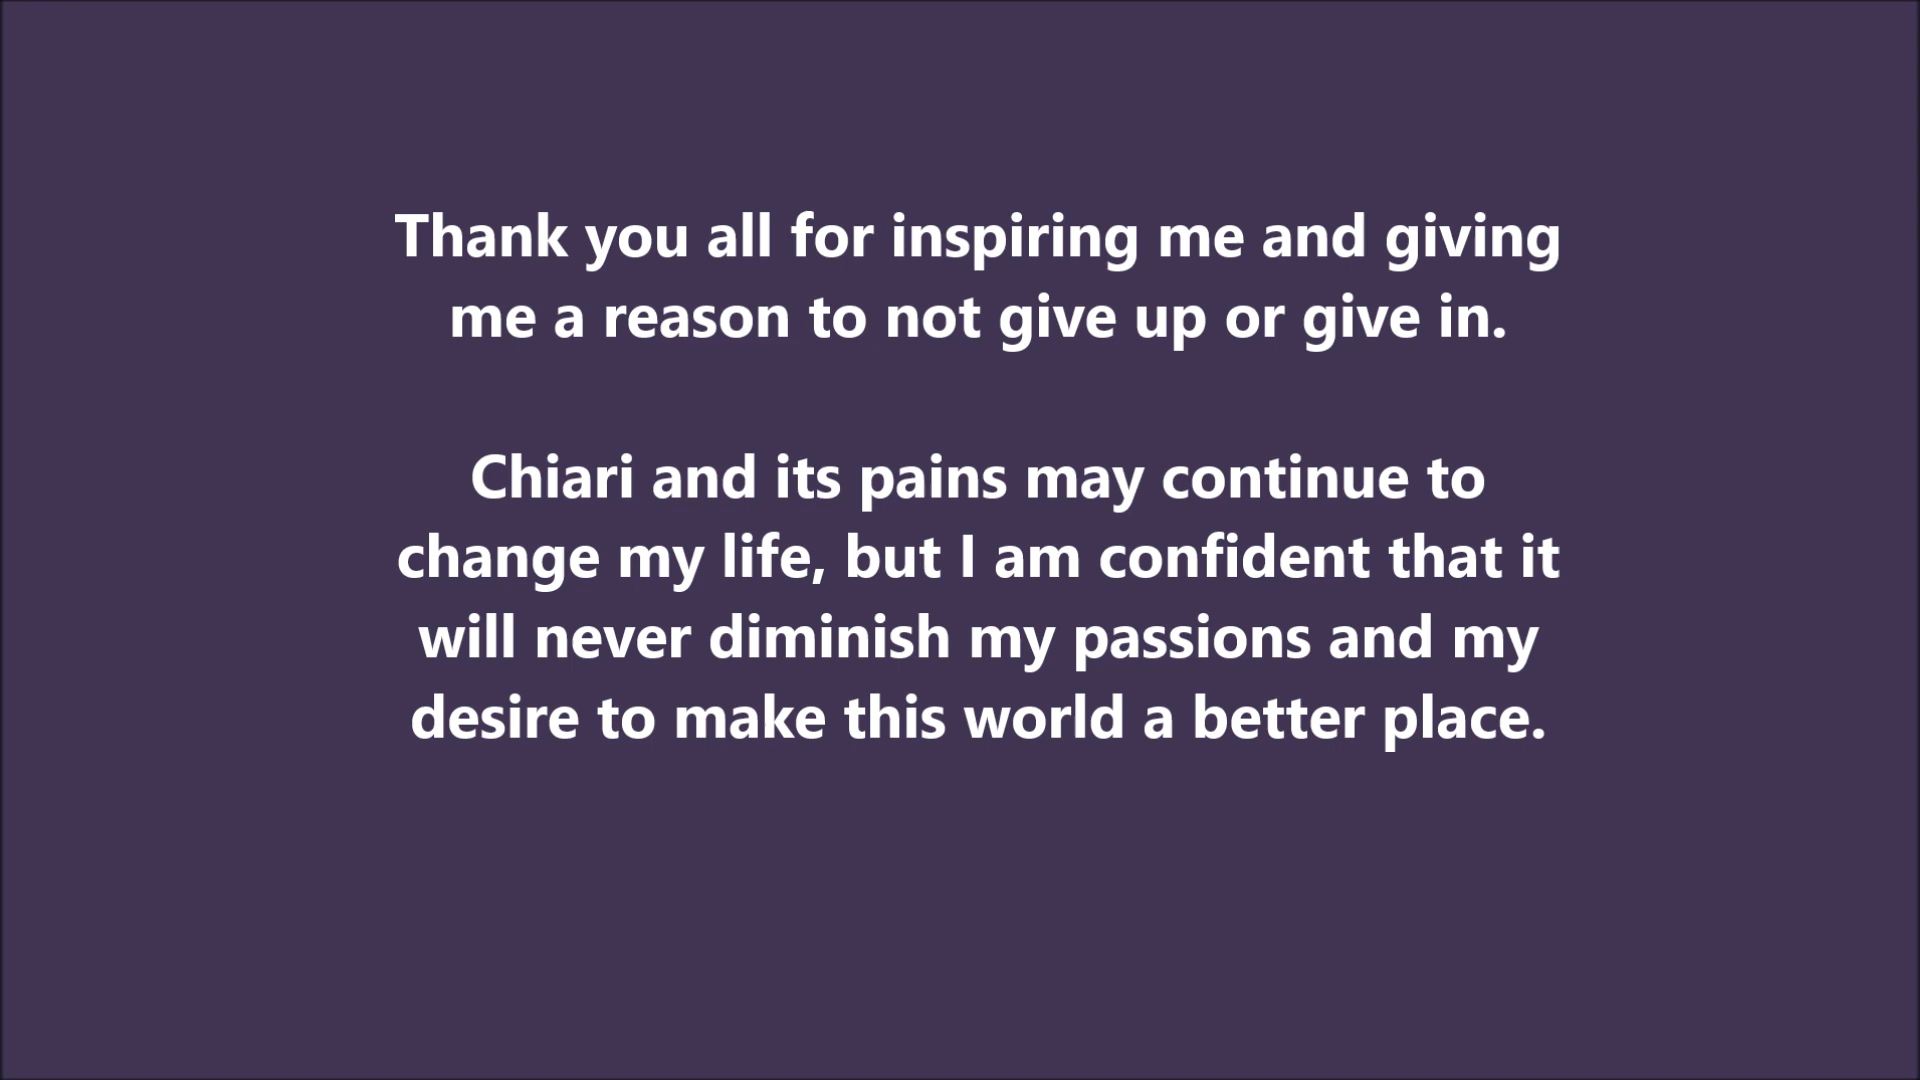 Thank you all for inspiring me and giving
me a reason to not give up or give in.
Chiari and its pains may continue to
change my life, but I am confident that it
will never diminish my passions and my
desire to make this world a better place.